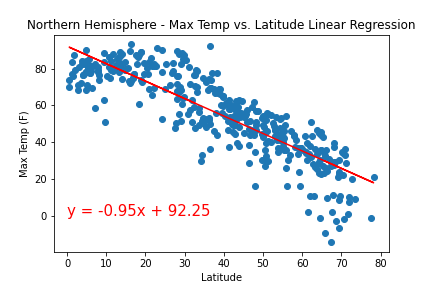 Northern Hemisphere - Max Temp vs. Latitude Linear Regression
Max Temp (F)
80
60
40
20
0
y = -0.95x + 92.25
0 10 20 30 40 50 60 70 80
Latitude